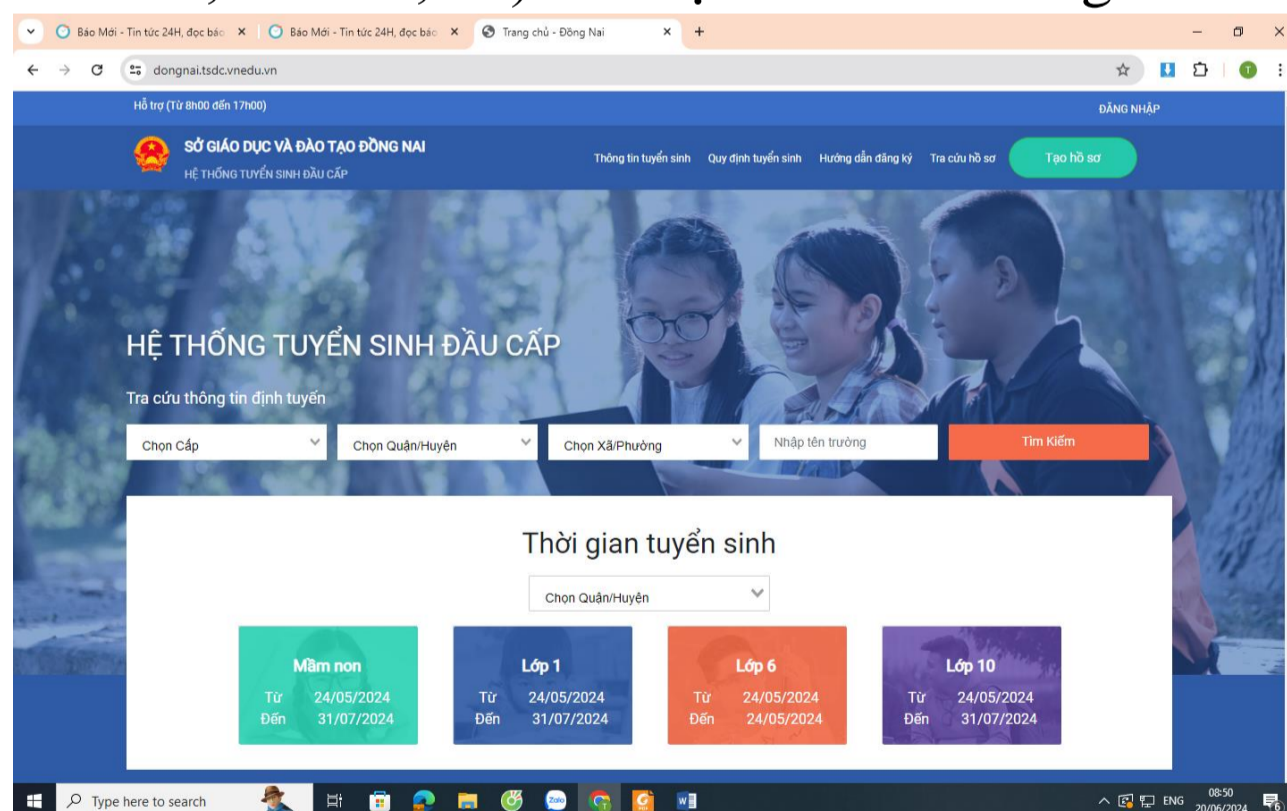 Báo Mới - Tin tức 24H, đọc báo
Báo Mới - Tin tức 24H, đọc báo
Trang chủ - Đồng Nai
dongnai.tsdc.vnedu.vn
T
Hỗ trợ (Từ 8h00 đến 17h00)
ĐĂNG NHẬP
SỞ GIÁO DỤC VÀ ĐÀO TẠO ĐỒNG NAI
HỆ THỐNG TUYỂN SINH ĐẦU CẤP
Thông tin tuyển sinh Quy định tuyển sinh Hướng dẫn đăng ký Tra cứu hồ sơ Tạo hồ sơ
HỆ THỐNG TUYỂN SINH ĐẦU CẤP
Tra cứu thông tin định tuyến
Chọn Cấp Chọn Quận/Huyện Chọn Xã/Phường Nhập tên trường Tìm Kiếm
Thời gian tuyển sinh
Chọn Quận/Huyện
Mầm non
Từ 24/05/2024
Đến 31/07/2024
Lớp 1
Từ 24/05/2024
Đến 31/07/2024
Lớp 6
Từ 24/05/2024
Đến 24/05/2024
Lớp 10
Từ 24/05/2024
Đến 31/07/2024
Type here to search
Zalo
ENG
08:50
20/06/2024
6